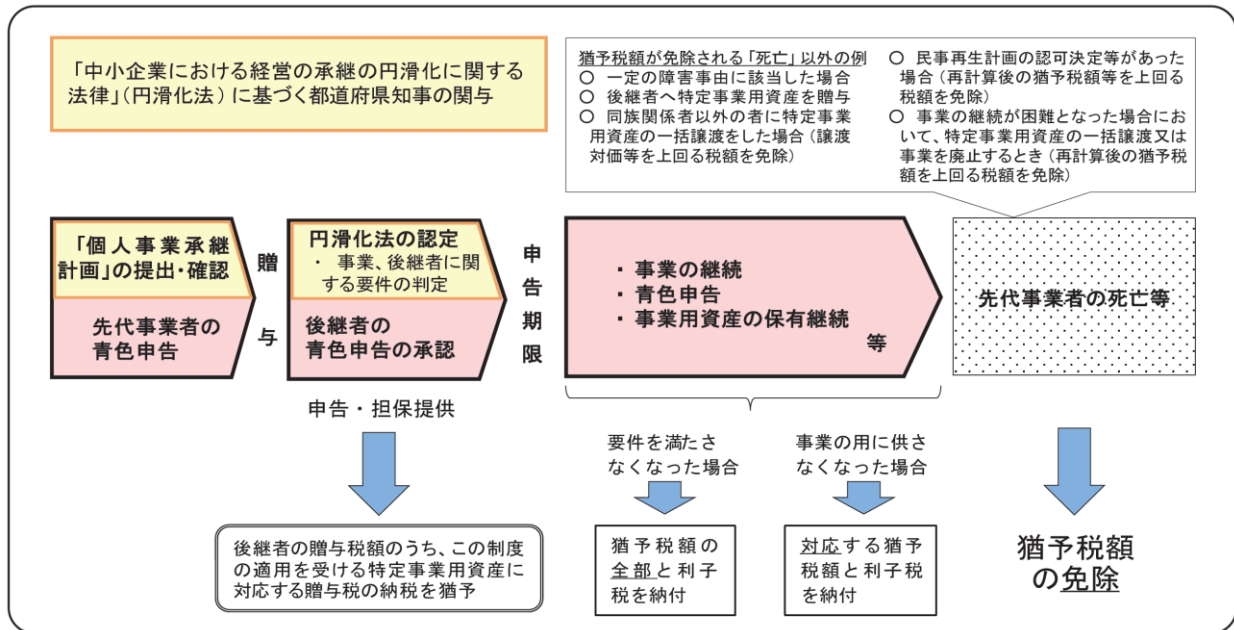 「中小企業における経営の承継の円滑化に関する
法律」(円滑化法)に基づく都道府県知事の関与
猶予税額が免除される「死亡」以外の例
〇 一定の障害事由に該当した場合
〇 後継者へ特定事業用資産を贈与
〇 同族関係者以外の者に特定事業
用資産の一括譲渡をした場合(譲渡
対価等を上回る税額を免除)
〇 民事再生計画の認可決定等があった
場合(再計算後の猶予税額等を上回る
税額を免除)
〇 事業の継続が困難となった場合にお
いて、特定事業用資産の一括譲渡又は
事業を廃止するとき(再計算後の猶予税
額を上回る税額を免除)
「個人事業承継
計画」の提出・確認
先代事業者の
青色申告
贈与
円滑化法の認定
・ 事業、後継者に関
する要件の判定
後継者の
青色申告の承認
申告期限
・ 事業の継続
・ 青色申告
・ 事業用資産の保有継続
等
先代事業者の死亡等
申告・担保提供
要件を満たさ
なくなった場合
事業の用に供さ
なくなった場合
後継者の贈与税額のうち、この制度
の適用を受ける特定事業用資産に
対応する贈与税の納税を猶予
猶予税額の
全部と利子
税を納付
対応する猶予
税額と利子税
を納付
猶予税額
の免除